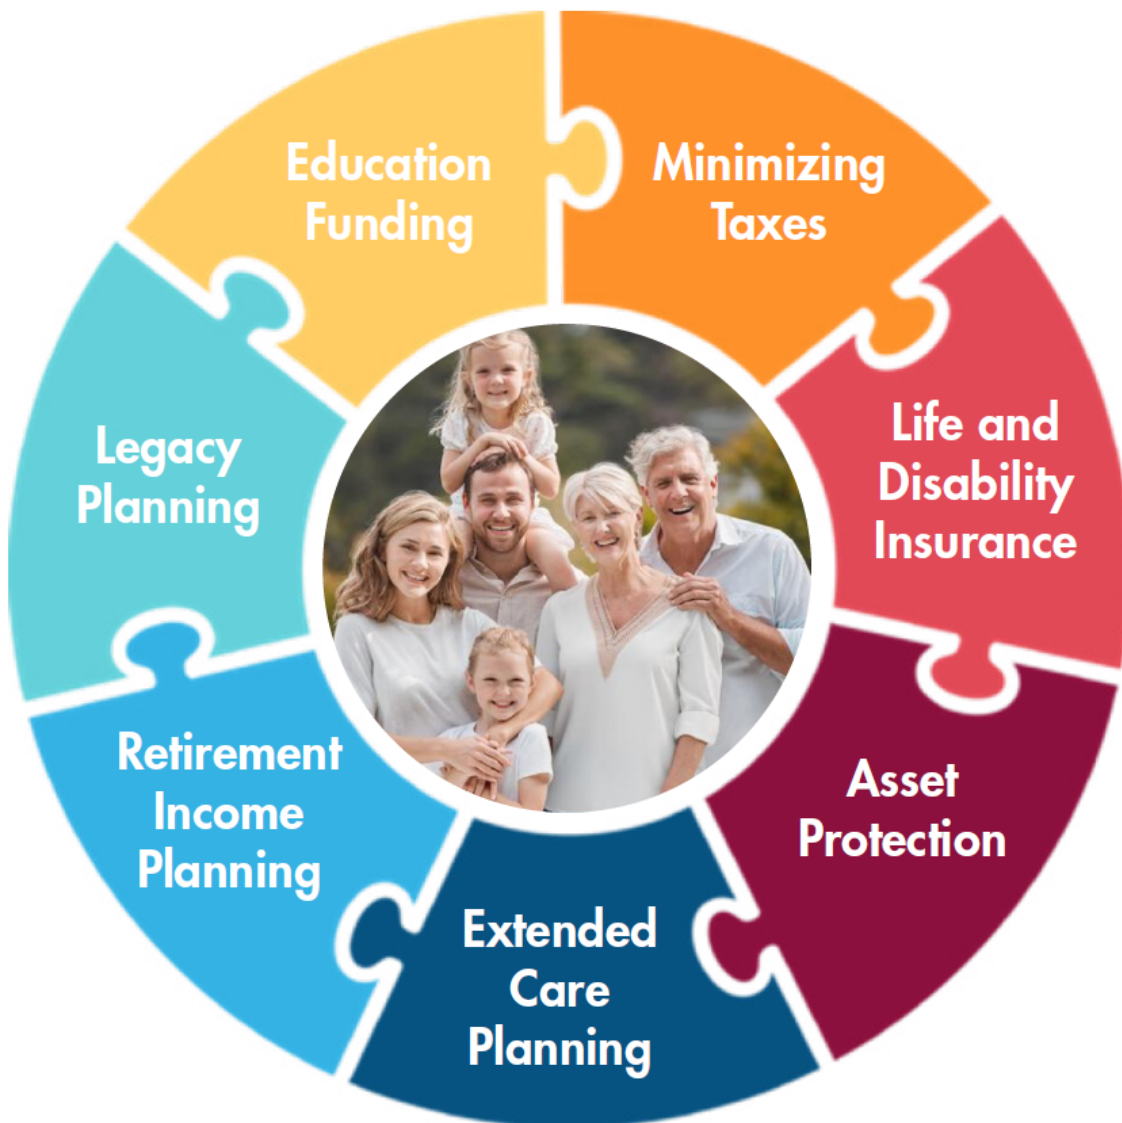 Education
Funding
Minimizing
Taxes
Life and
Disability
Insurance
Asset
Protection
Extended
Care
Planning
Retirement
Income
Planning
Legacy
Planning